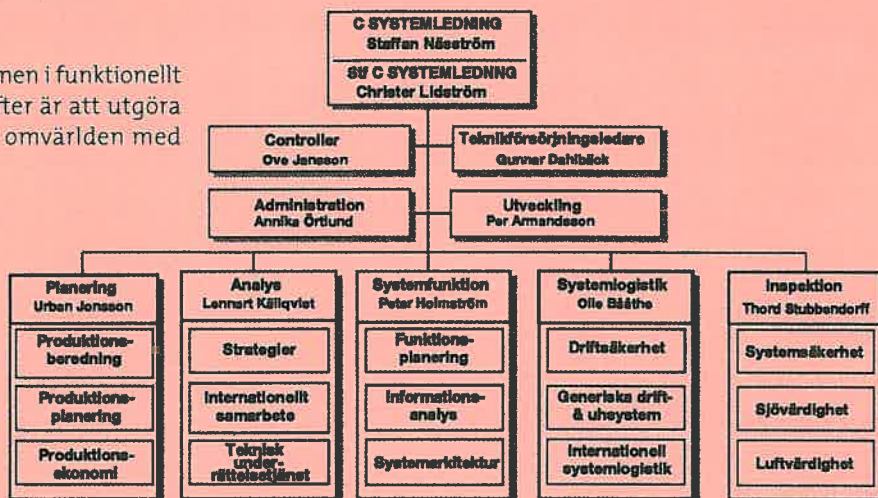 nen i funktionellt
fter är att utgöra
omvärlden med
C SYSTEMLEDNING
Staffan Näsström
Stf C SYSTEMLEDNNG
Christer Lidström
Controller
Ove Jansson
Teknikförsörjningsledare
Gunnar Dahlbäck
Administration
Annika Örtlund
Utveckling
Per Armandsson
Planering
Urban Jonsson
Produktions-
beredning
Produktions-
planering
Produktions-
ekonomi
Analys
Lennart Källqvist
Strategier
Internationellt
samarbete
Teknisk
under-
rättelsetjänst
Systemfunktion
Peter Holmström
Funktions-
planering
Informations-
analys
Systemarkitektur
Systemlogistik
Olle Bååthe
Driftsäkerhet
Generiska drift-
& uhsystem
Internationell
systemlogistik
Inspektion
Thord Stubbendorff
Systemsäkerhet
Sjövärdighet
Luftvärdighet